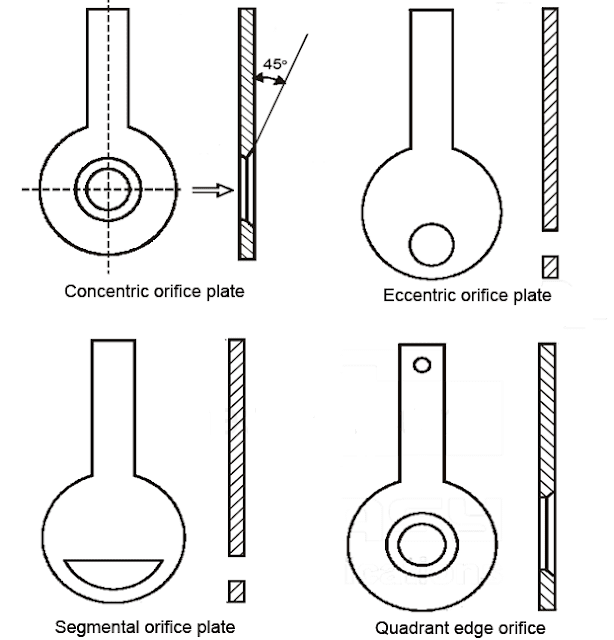 45°
Concentric orifice plate
Eccentric orifice plate
Segmental orifice plate
Quadrant edge orifice